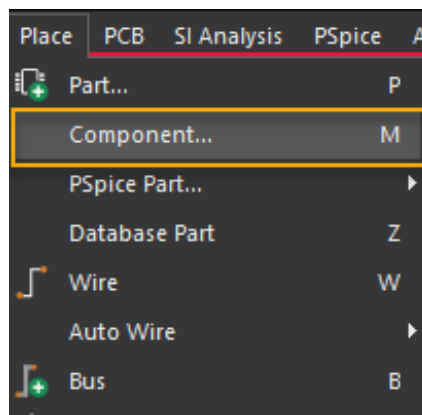 Place PCB SI Analysis PSpice
Part... P
Component... M
PSpice Part...
Database Part Z
Wire W
Auto Wire
Bus B